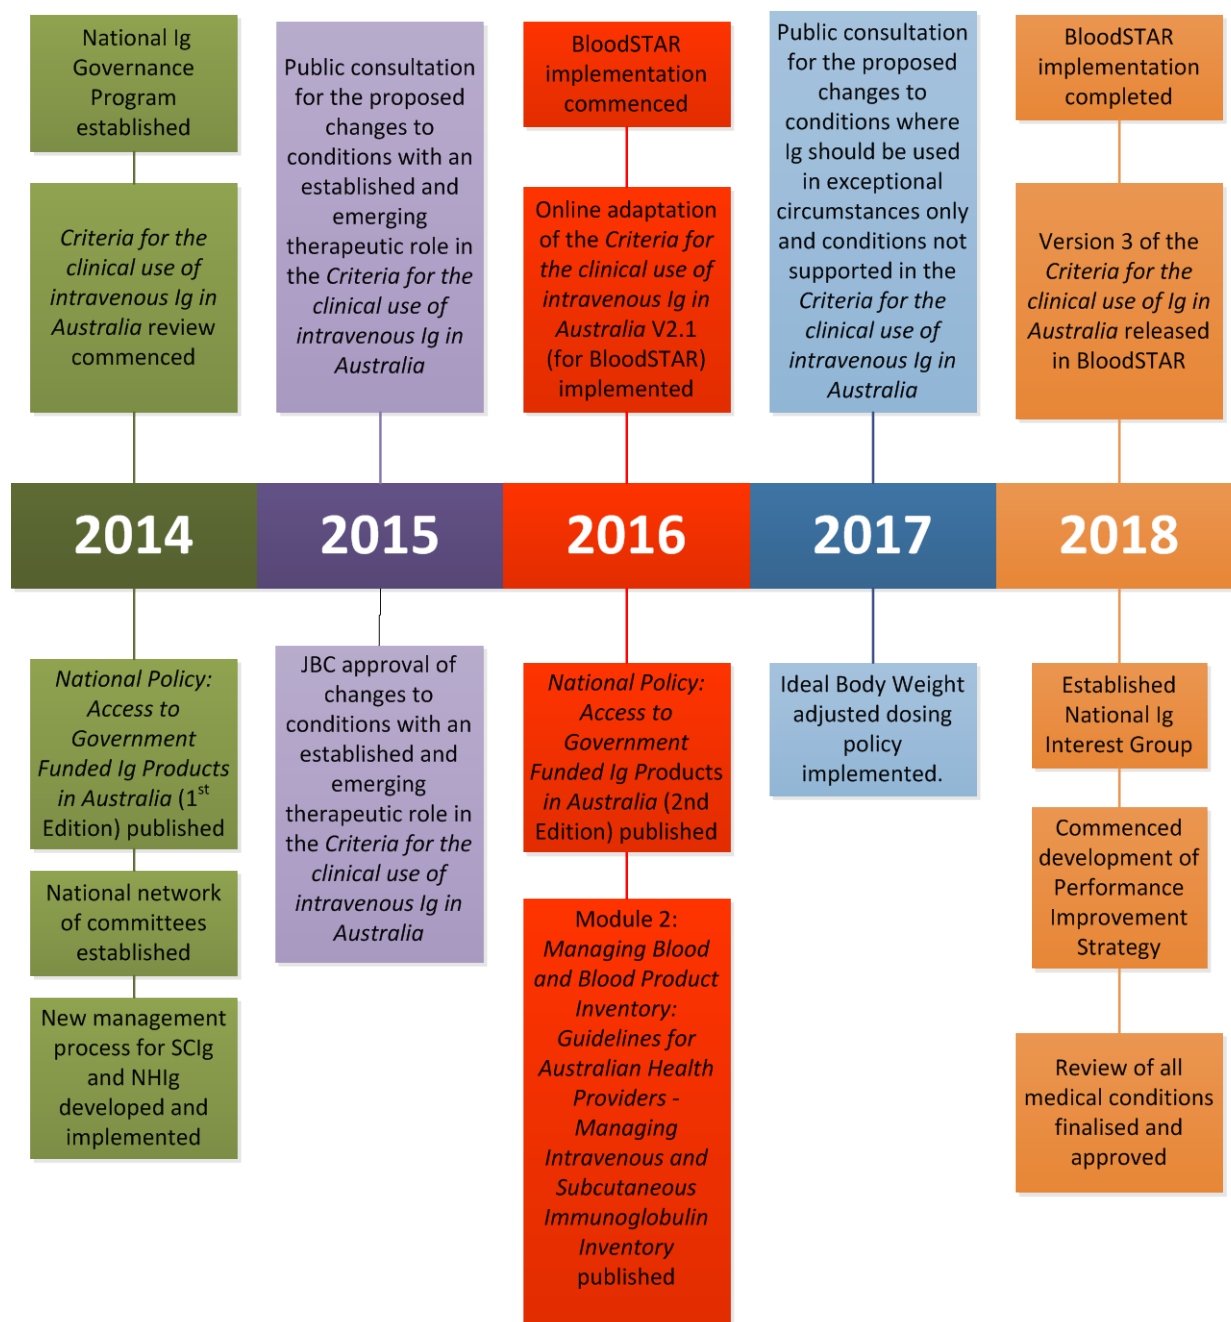 National Ig
Governance
Program
established
Criteria for the
clinical use of
intravenous Ig in
Australia review
commenced
Public consultation
for the proposed
changes to
conditions with an
established and
emerging
therapeutic role in
the Criteria for the
clinical use of
intravenous Ig in
Australia
BloodSTAR
implementation
commenced
Online adaptation
of the Criteria for
the clinical use of
intravenous Ig in
Australia V2.1
(for BloodSTAR)
implemented
Public consultation
for the proposed
changes to
conditions where
Ig should be used
in exceptional
circumstances only
and conditions not
supported in the
Criteria for the
clinical use of
intravenous Ig in
Australia
BloodSTAR
implementation
completed
Version 3 of the
Criteria for the
clinical use of Ig in
Australia released
in BloodSTAR
2014
2015
2016
2017
2018
National Policy:
Access to
Government
Funded Ig Products
in Australia (1st
Edition) published
National network
of committees
established
New management
process for SCIg
and NHIg
developed and
implemented
JBC approval of
changes to
conditions with an
established and
emerging
therapeutic role in
the Criteria for the
clinical use of
intravenous Ig in
Australia
National Policy:
Access to
Government
Funded Ig Products
in Australia (2nd
Edition) published
Module 2:
Managing Blood
and Blood Product
Inventory:
Guidelines for
Australian Health
Providers -
Managing
Intravenous and
Subcutaneous
Immunoglobulin
Inventory
published
Ideal Body Weight
adjusted dosing
policy
implemented.
Established
National Ig
Interest Group
Commenced
development of
Performance
Improvement
Strategy
Review of all
medical conditions
finalised and
approved